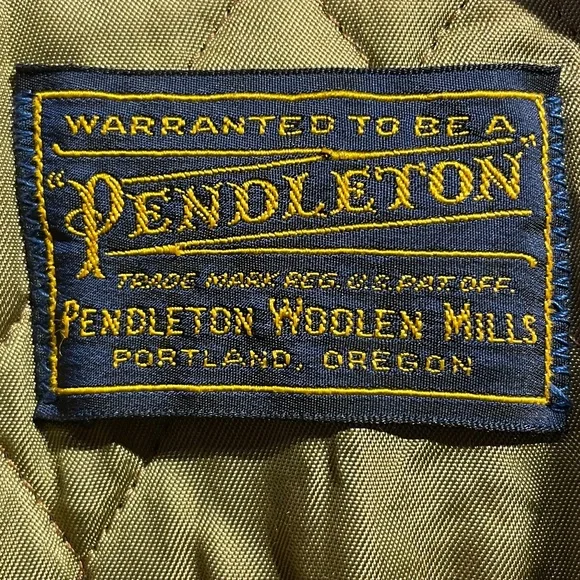 WARRANTED TO BE A
"PENDLETON"
TRADE MARK REG. U.S. PAT. OFF.
PENDLETON WOOLEN MILLS
PORTLAND, OREGON